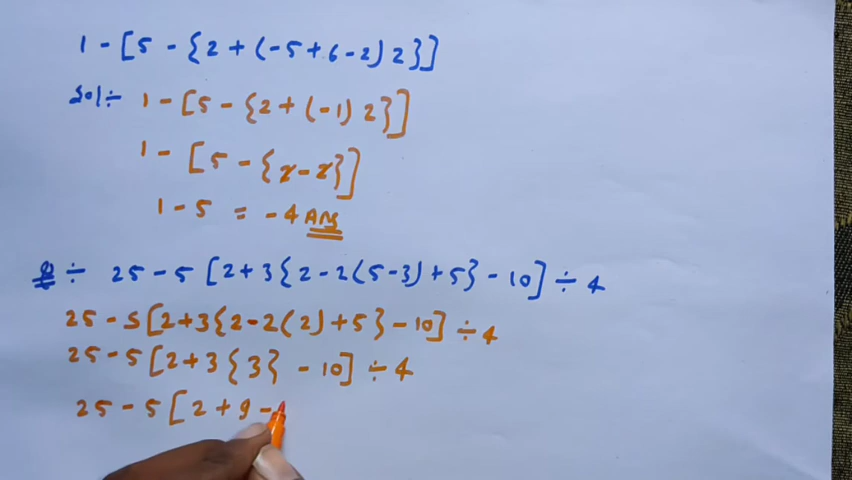 1 - [5 - {2 + (-5+6-2) 2}]
Sol÷ 1 - [5 - {2 + (-1) 2}]
1 - [5 - {2-2}]
1 - 5 = -4 Ans
Q ÷ 25 - 5 [2+3{2-2(5-3)+5} - 10] ÷ 4
25 - 5 [2+3{2-2(2)+5} - 10] ÷ 4
25 - 5 [2+3{3} - 10] ÷ 4
25 - 5 [2+9-